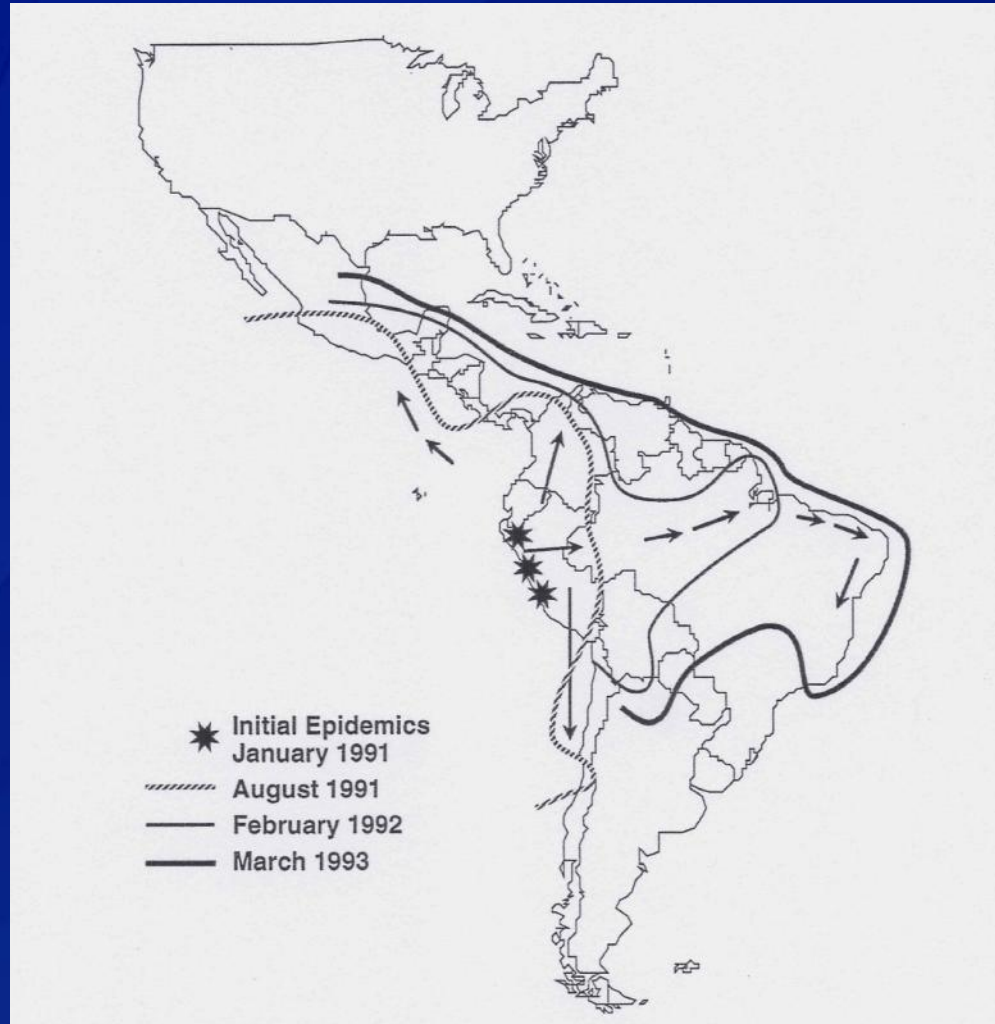 Initial Epidemics
January 1991
August 1991
February 1992
March 1993